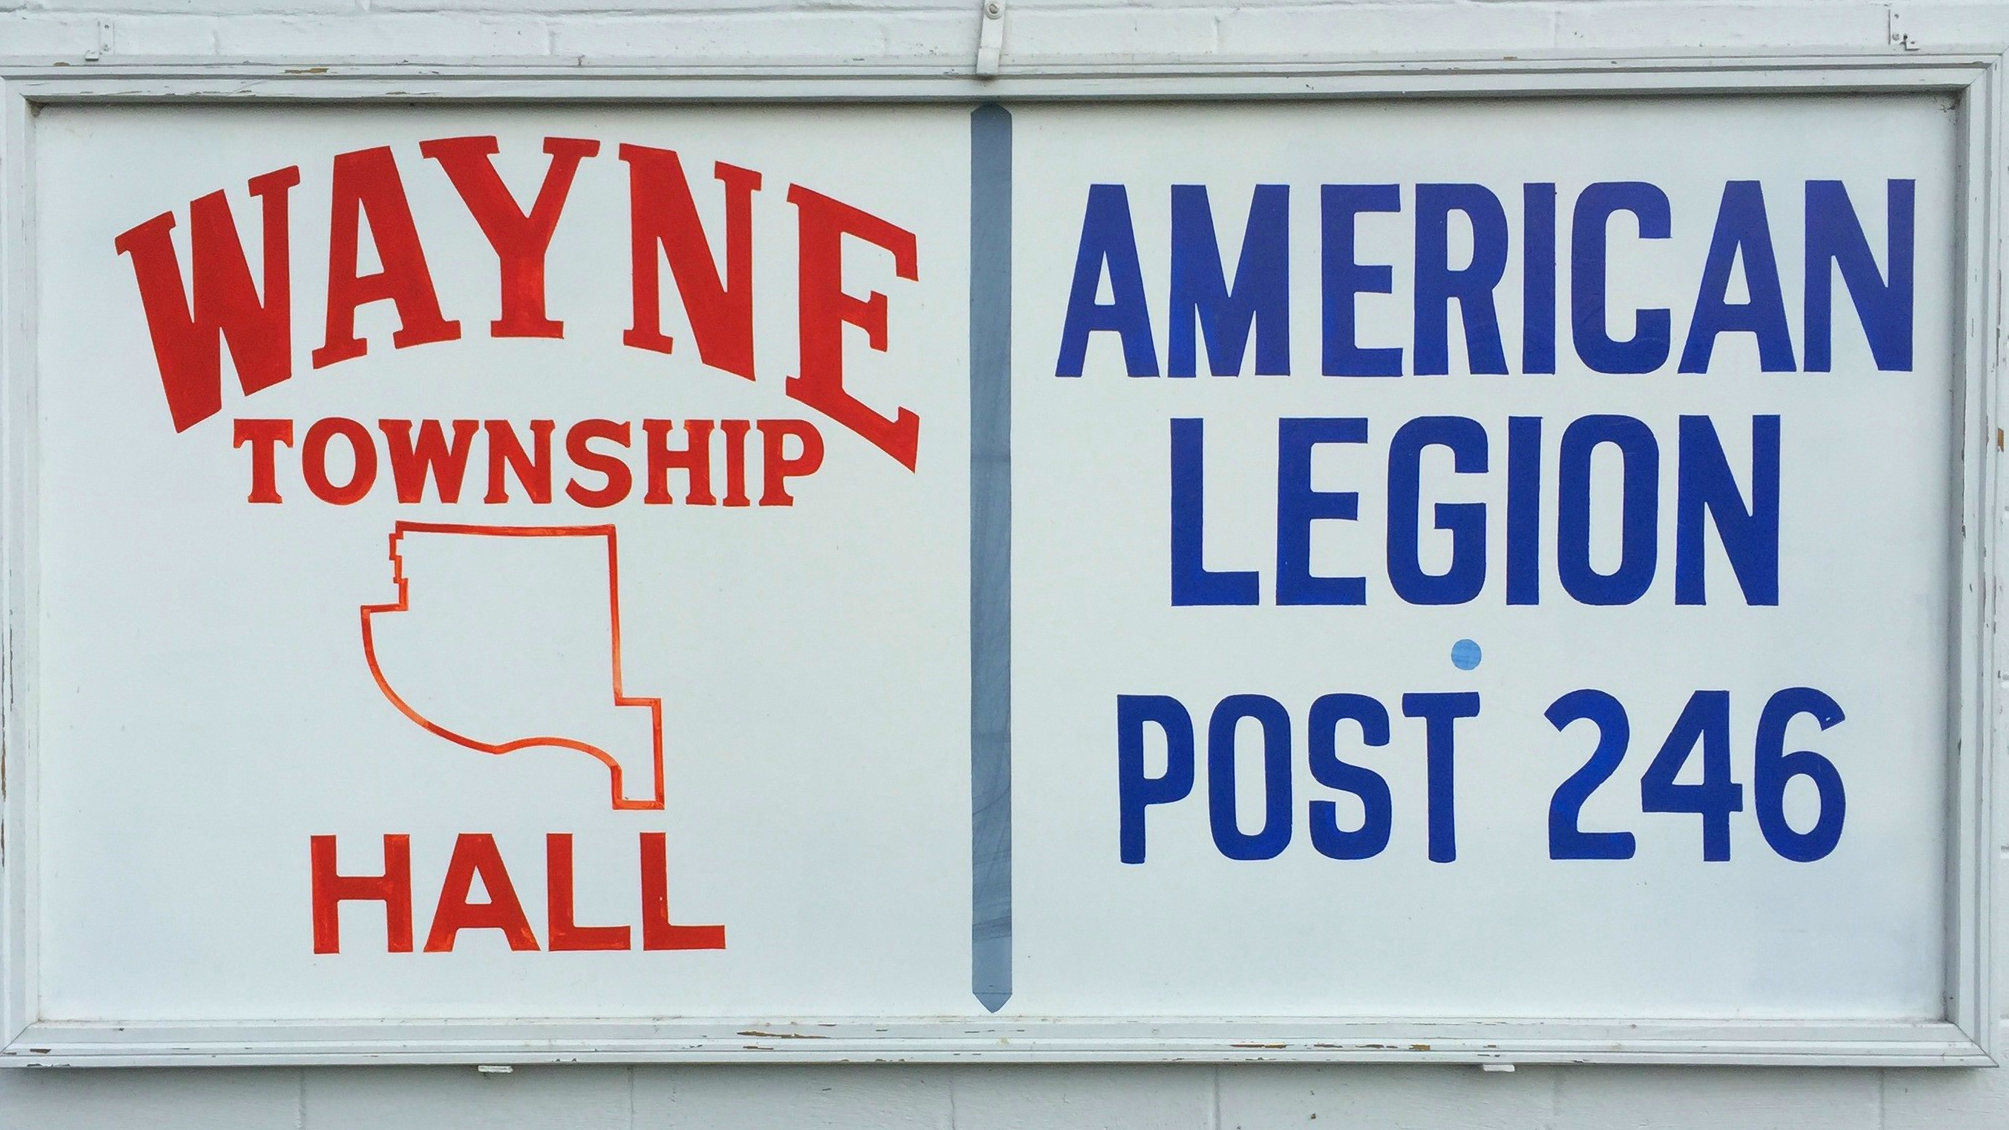 WAYNE
TOWNSHIP
HALL
AMERICAN
LEGION
POST 246